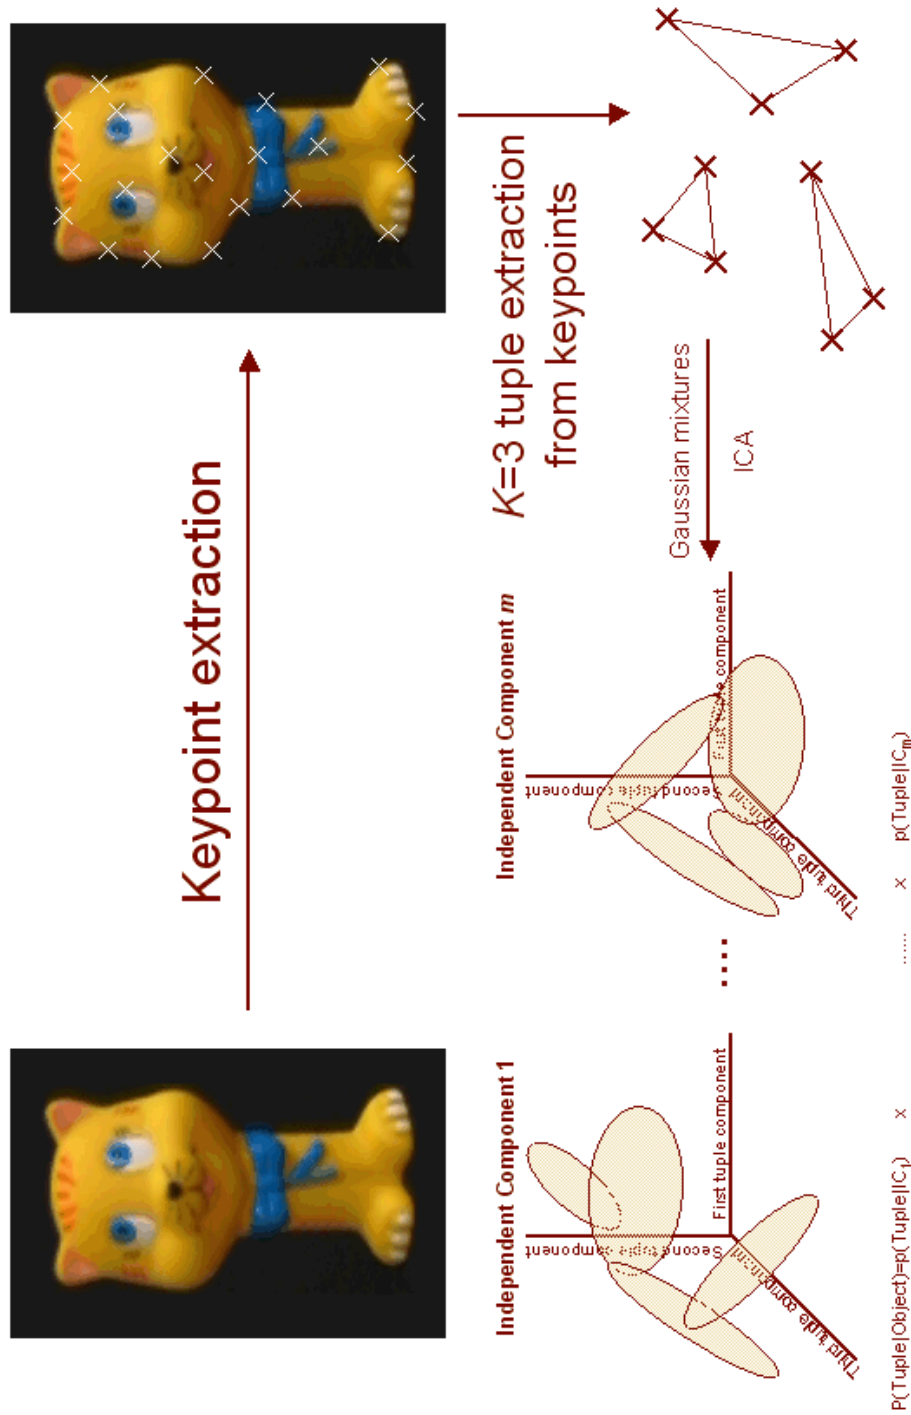 Keypoint extraction
K=3 tuple extraction
from keypoints
Gaussian mixtures
ICA
Independent Component 1
Second tuple component
First tuple component
Third tuple component
....
Independent Component m
Second tuple component
First tuple component
Third tuple component
P(Tuple|Object)=p(Tuple|IC₁) x ...... x p(Tuple|ICₘ)